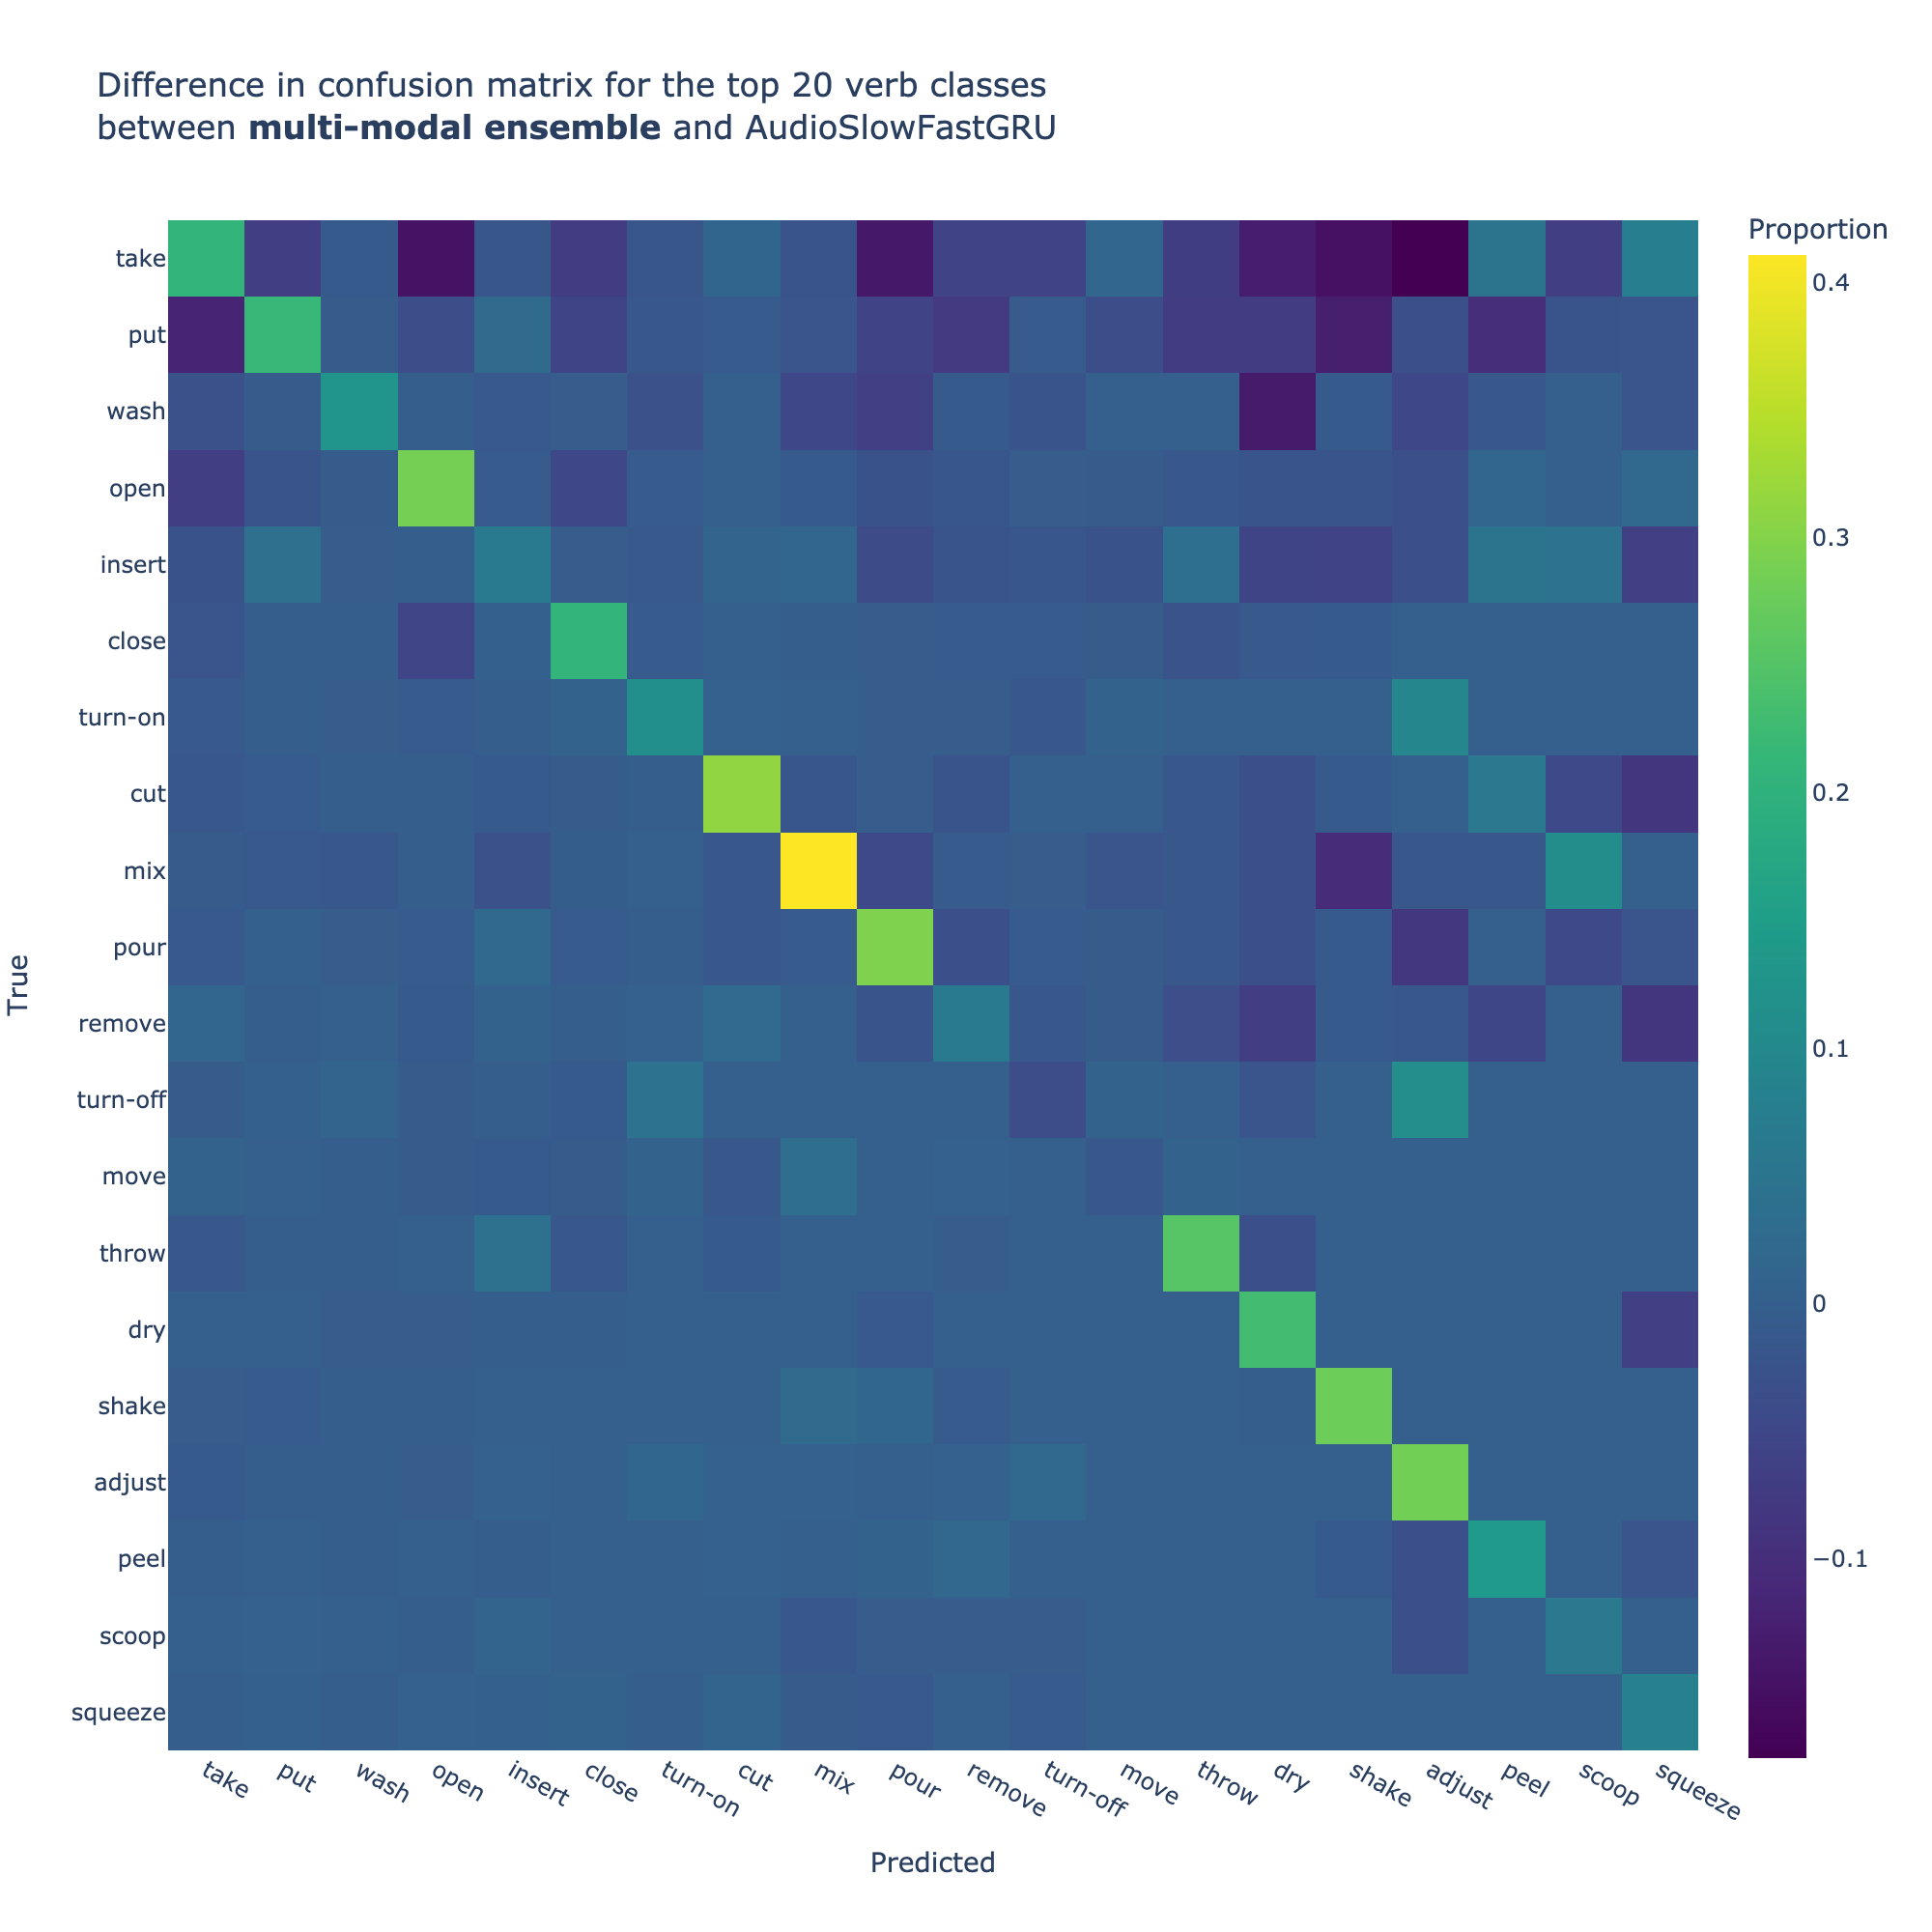 Difference in confusion matrix for the top 20 verb classes
between multi-modal ensemble and AudioSlowFastGRU
Proportion
take
put
wash
open
insert
close
turn-on
cut
mix
pour
remove
turn-off
move
throw
dry
shake
adjust
peel
scoop
squeeze
True
0.4
0.3
0.2
0.1
0
−0.1
take
put
wash
open
insert
close
turn-on
cut
mix
pour
remove
turn-off
move
throw
dry
shake
adjust
peel
scoop
squeeze
Predicted